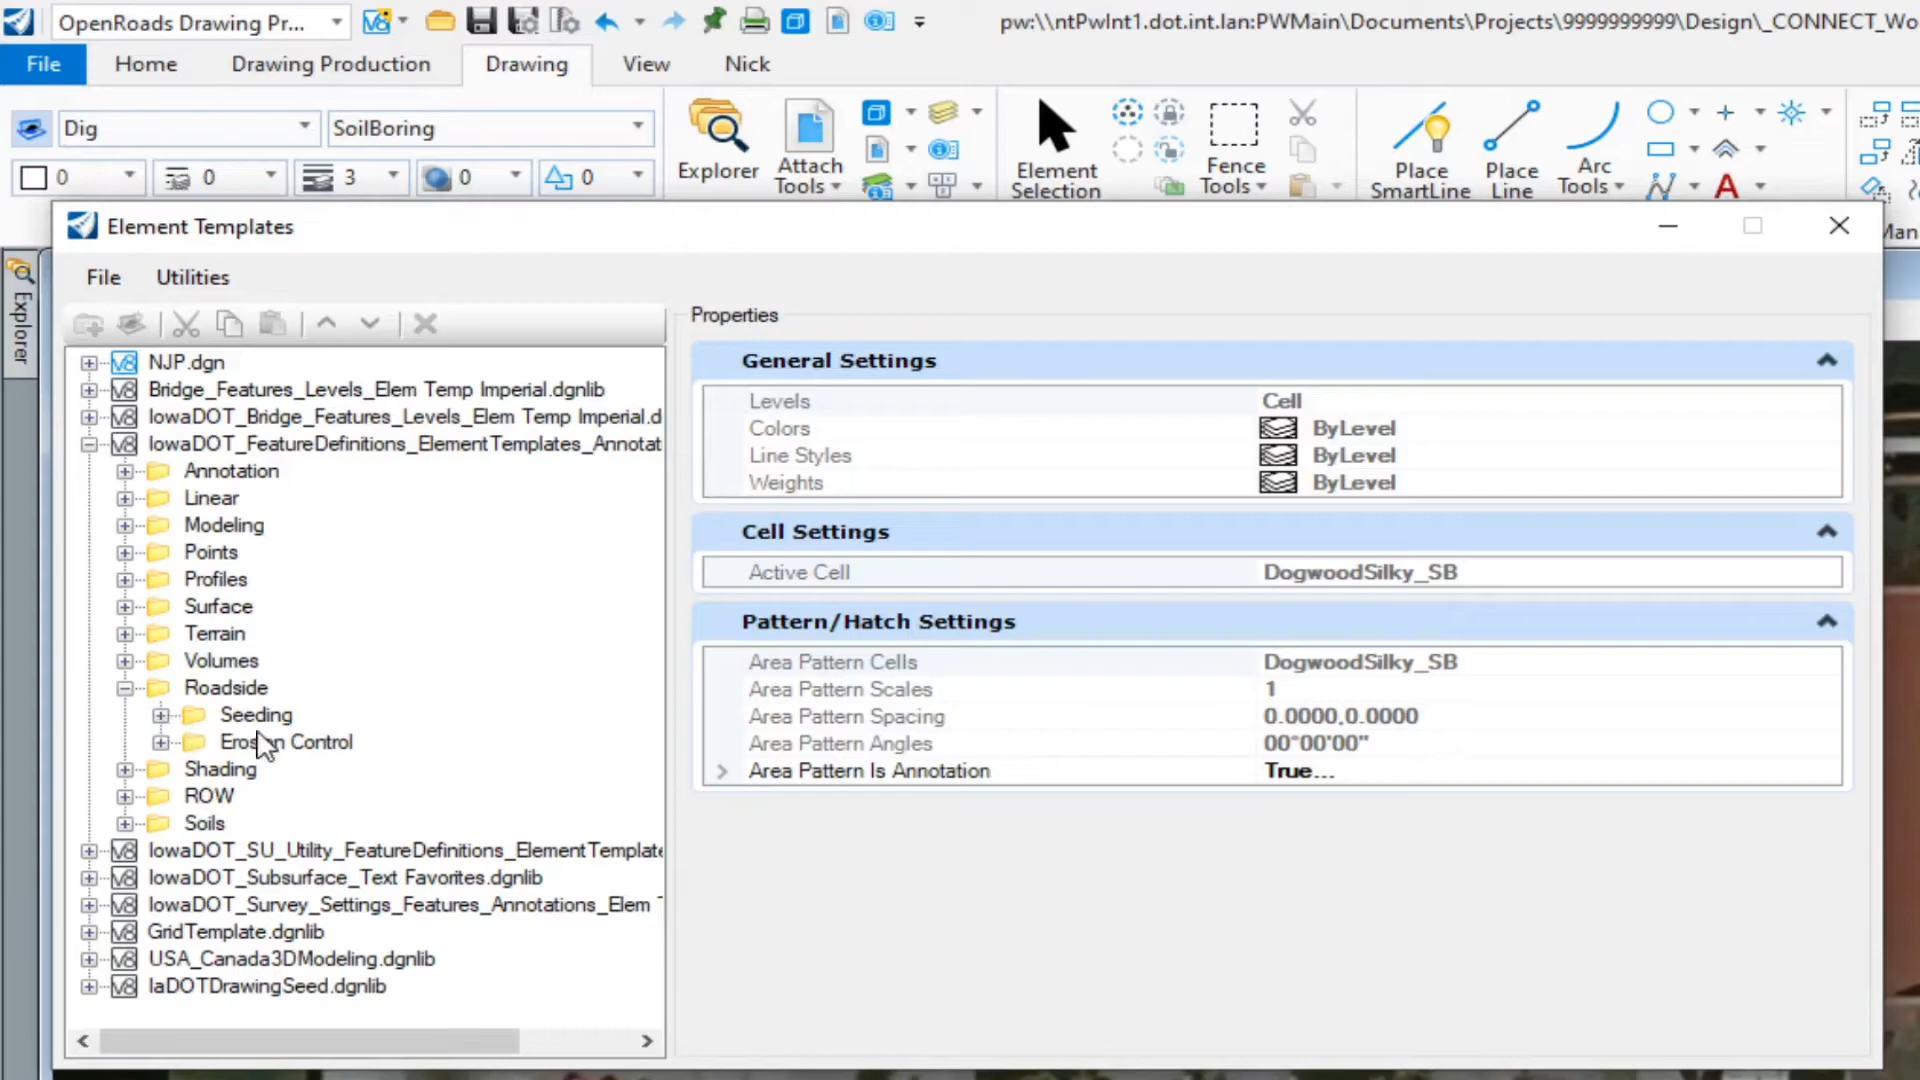 OpenRoads Drawing Pr...
pw:\\ntPwInt1.dot.int.lan:PWMain\Documents\Projects\9999999999\Design\_CONNECT_Wo
File Home Drawing Production Drawing View Nick
Dig SoilBoring
0 0 3 0 0
Explorer
Attach Tools
Element Selection
Fence Tools
Place SmartLine
Place Line
Arc Tools
Man
Explorer
Element Templates
File Utilities
NJP.dgn
Bridge_Features_Levels_Elem Temp Imperial.dgnlib
IowaDOT_Bridge_Features_Levels_Elem Temp Imperial.d
IowaDOT_FeatureDefinitions_ElementTemplates_Annotat
Annotation
Linear
Modeling
Points
Profiles
Surface
Terrain
Volumes
Roadside
Seeding
Erosion Control
Shading
ROW
Soils
IowaDOT_SU_Utility_FeatureDefinitions_ElementTemplate
IowaDOT_Subsurface_Text Favorites.dgnlib
IowaDOT_Survey_Settings_Features_Annotations_Elem T
GridTemplate.dgnlib
USA_Canada3DModeling.dgnlib
IaDOTDrawingSeed.dgnlib
Properties
General Settings
Levels Cell
Colors ByLevel
Line Styles ByLevel
Weights ByLevel
Cell Settings
Active Cell DogwoodSilky_SB
Pattern/Hatch Settings
Area Pattern Cells DogwoodSilky_SB
Area Pattern Scales 1
Area Pattern Spacing 0.0000,0.0000
Area Pattern Angles 00°00'00"
Area Pattern Is Annotation True...